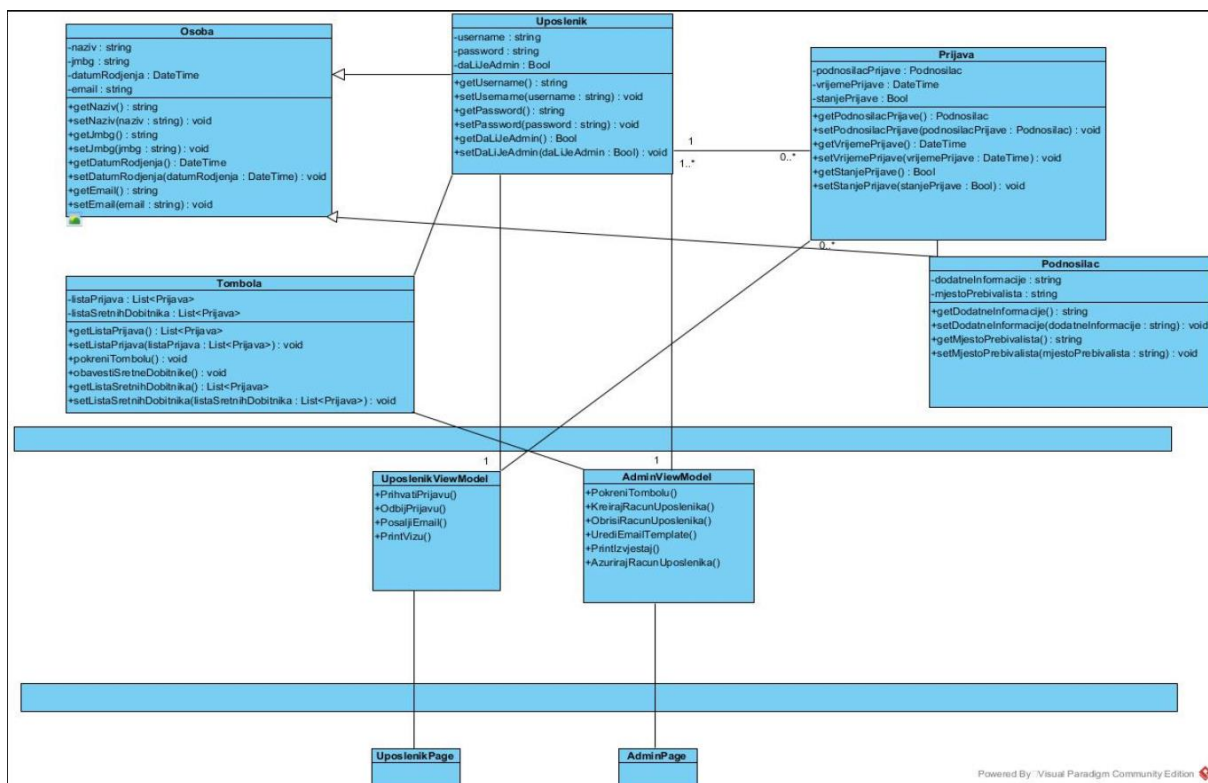 Osoba
-naziv : string
-jmbg : string
-datumRodjenja : DateTime
-email : string
+getNaziv() : string
+setNaziv(naziv : string) : void
+getJmbg() : string
+setJmbg(jmbg : string) : void
+getDatumRodjenja() : DateTime
+setDatumRodjenja(datumRodjenja : DateTime) : void
+getEmail() : string
+setEmail(email : string) : void
Uposlenik
-username : string
-password : string
-daLiJeAdmin : Bool
+getUsername() : string
+setUsername(username : string) : void
+getPassword() : string
+setPassword(password : string) : void
+getDaLiJeAdmin() : Bool
+setDaLiJeAdmin(daLiJeAdmin : Bool) : void
1
1..*
0..*
Prijava
-podnosilacPrijave : Podnosilac
-vrijemePrijave : DateTime
-stanjePrijave : Bool
+getPodnosilacPrijave() : Podnosilac
+setPodnosilacPrijave(podnosilacPrijave : Podnosilac) : void
+getVrijemePrijave() : DateTime
+setVrijemePrijave(vrijemePrijave : DateTime) : void
+getStanjePrijave() : Bool
+setStanjePrijave(stanjePrijave : Bool) : void
0..*
Podnosilac
-dodatneInformacije : string
-mjestoPrebivalista : string
+getDodatneInformacije() : string
+setDodatneInformacije(dodatneInformacije : string) : void
+getMjestoPrebivalista() : string
+setMjestoPrebivalista(mjestoPrebivalista : string) : void
Tombola
-listaPrijava : List<Prijava>
-listaSretnihDobitnika : List<Prijava>
+getListaPrijava() : List<Prijava>
+setListaPrijava(listaPrijava : List<Prijava>) : void
+pokreniTombolu() : void
+obavestiSretneDobitnike() : void
+getListaSretnihDobitnika() : List<Prijava>
+setListaSretnihDobitnika(listaSretnihDobitnika : List<Prijava>) : void
1
1
UposlenikViewModel
+PrihvatiPrijavu()
+OdbijPrijavu()
+PosaljiEmail()
+PrintVizu()
AdminViewModel
+PokreniTombolu()
+KreirajRacunUposlenika()
+ObrisiRacunUposlenika()
+UrediEmailTemplate()
+PrintIzvjestaj()
+AzurirajRacunUposlenika()
UposlenikPage
AdminPage
Powered By Visual Paradigm Community Edition